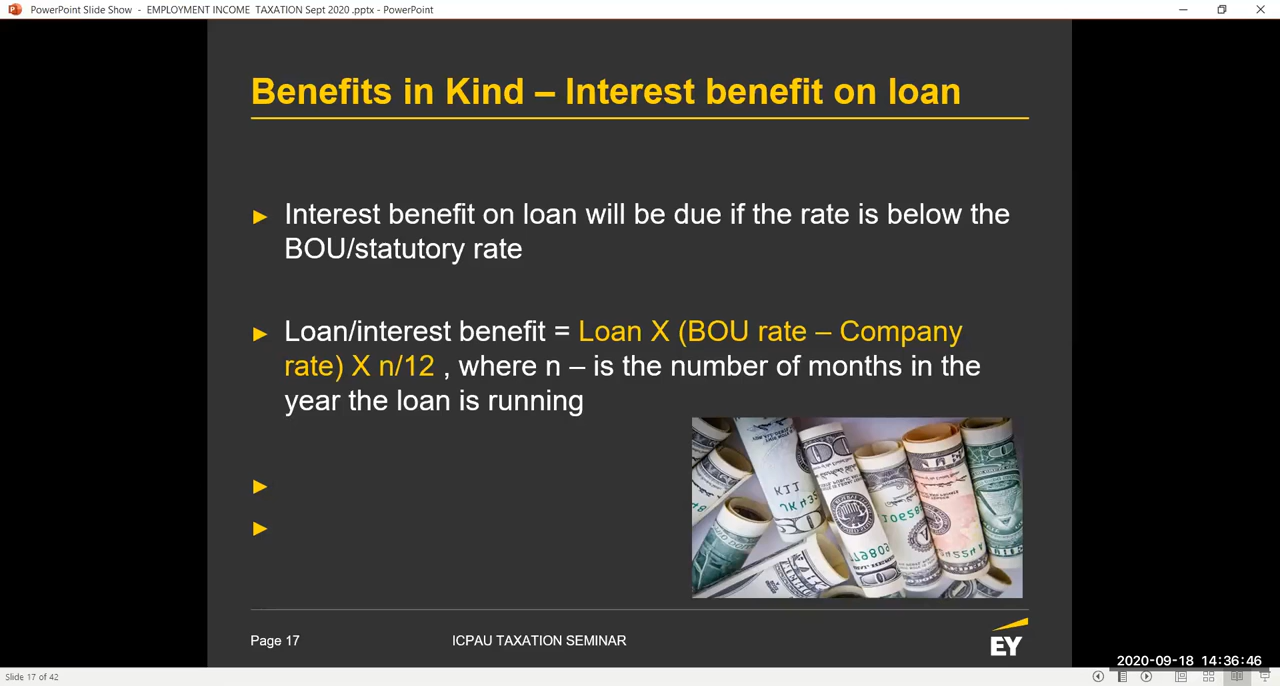 PowerPoint Slide Show - EMPLOYMENT INCOME TAXATION Sept 2020 .pptx - PowerPoint
Benefits in Kind – Interest benefit on loan
► Interest benefit on loan will be due if the rate is below the
BOU/statutory rate
► Loan/interest benefit = Loan X (BOU rate – Company
rate) X n/12 , where n – is the number of months in the
year the loan is running
►
►
Page 17
ICPAU TAXATION SEMINAR
EY
2020-09-18 14:36:46
Slide 17 of 42